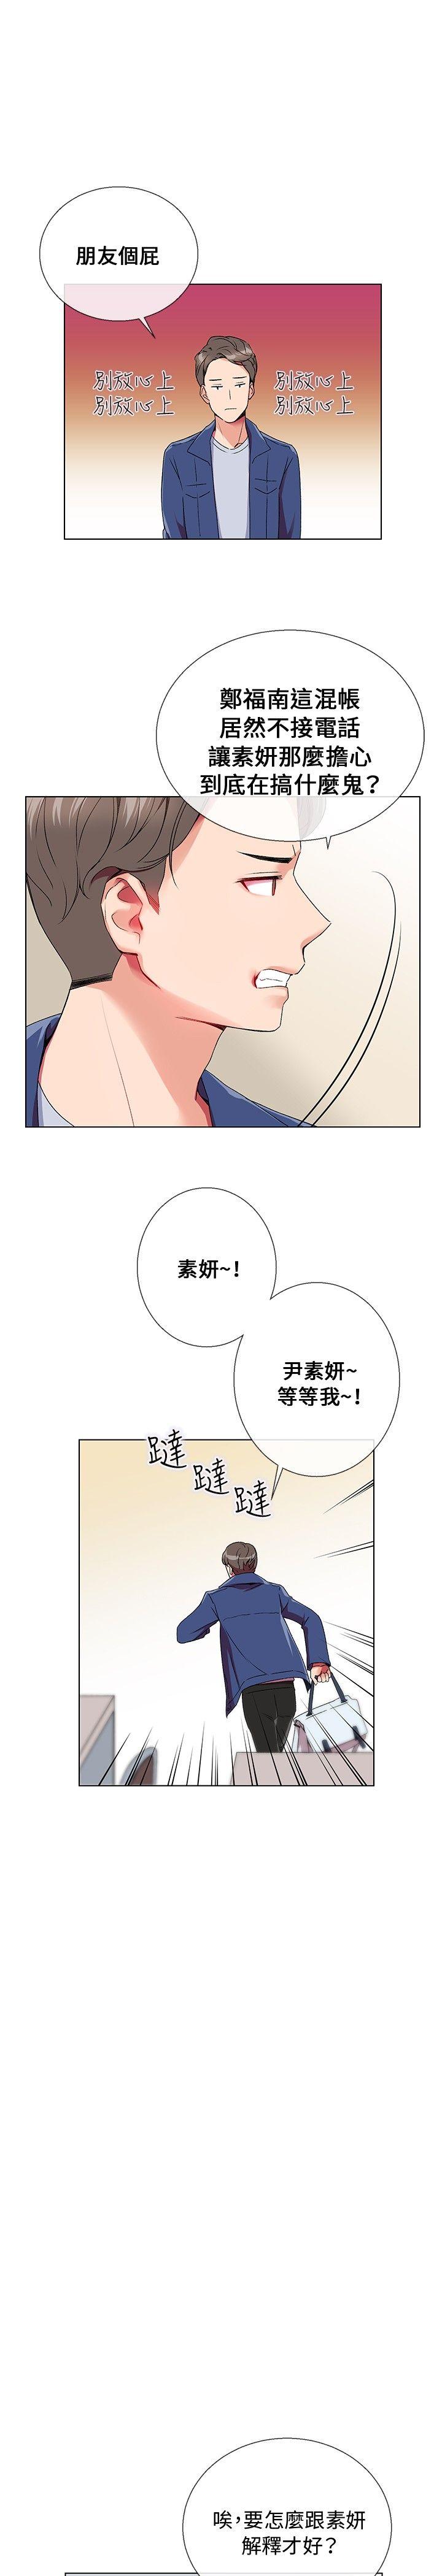 朋友個屁
別放心上
別放心上
別放心上
別放心上
鄭福南這混帳
居然不接電話
讓素妍那麼擔心
到底在搞什麼鬼?
素妍~!
尹素妍~
等等我~!
躂
躂
躂
唉,要怎麼跟素妍
解釋才好?